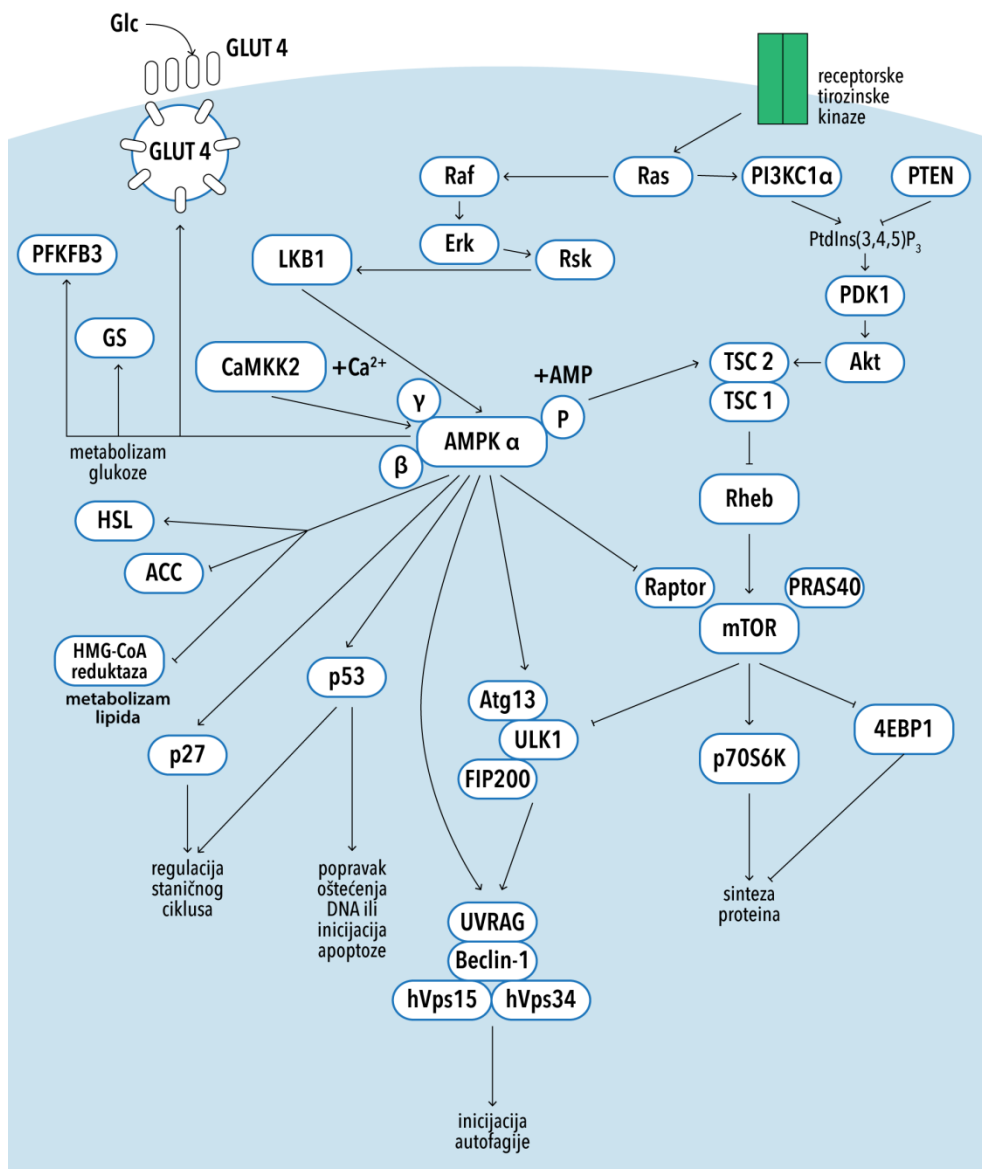 Glc
GLUT 4
GLUT 4
receptorske
tirozinske
kinaze
Raf
Ras
PI3KC1α
PTEN
Erk
Rsk
PtdIns(3,4,5)P₃
PFKFB3
LKB1
PDK1
GS
CaMKK2
+Ca²⁺
+AMP
TSC 2
Akt
TSC 1
γ
P
AMPK α
β
metabolizam
glukoze
Rheb
HSL
ACC
Raptor
PRAS40
mTOR
HMG-CoA
reduktaza
metabolizam
lipida
p53
Atg13
ULK1
FIP200
p27
p70S6K
4EBP1
regulacija
staničnog
ciklusa
popravak
oštećenja
DNA ili
inicijacija
apoptoze
sinteza
proteina
UVRAG
Beclin-1
hVps15
hVps34
inicijacija
autofagije